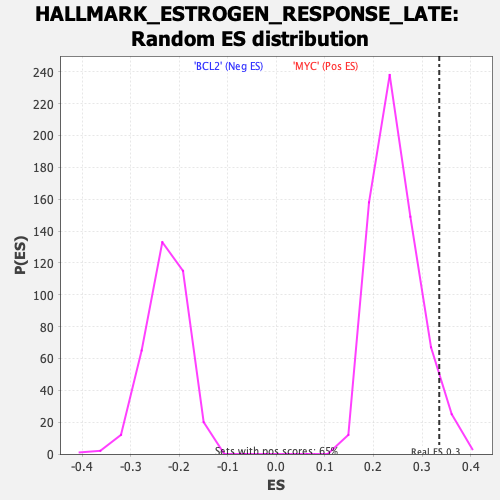 HALLMARK_ESTROGEN_RESPONSE_LATE:
Random ES distribution
'BCL2' (Neg ES) 'MYC' (Pos ES)
240
220
200
180
160
140
120
100
80
60
40
20
0
P(ES)
Sets with pos scores: 65%
Real ES 0.3
-0.4 -0.3 -0.2 -0.1 0.0 0.1 0.2 0.3 0.4
ES